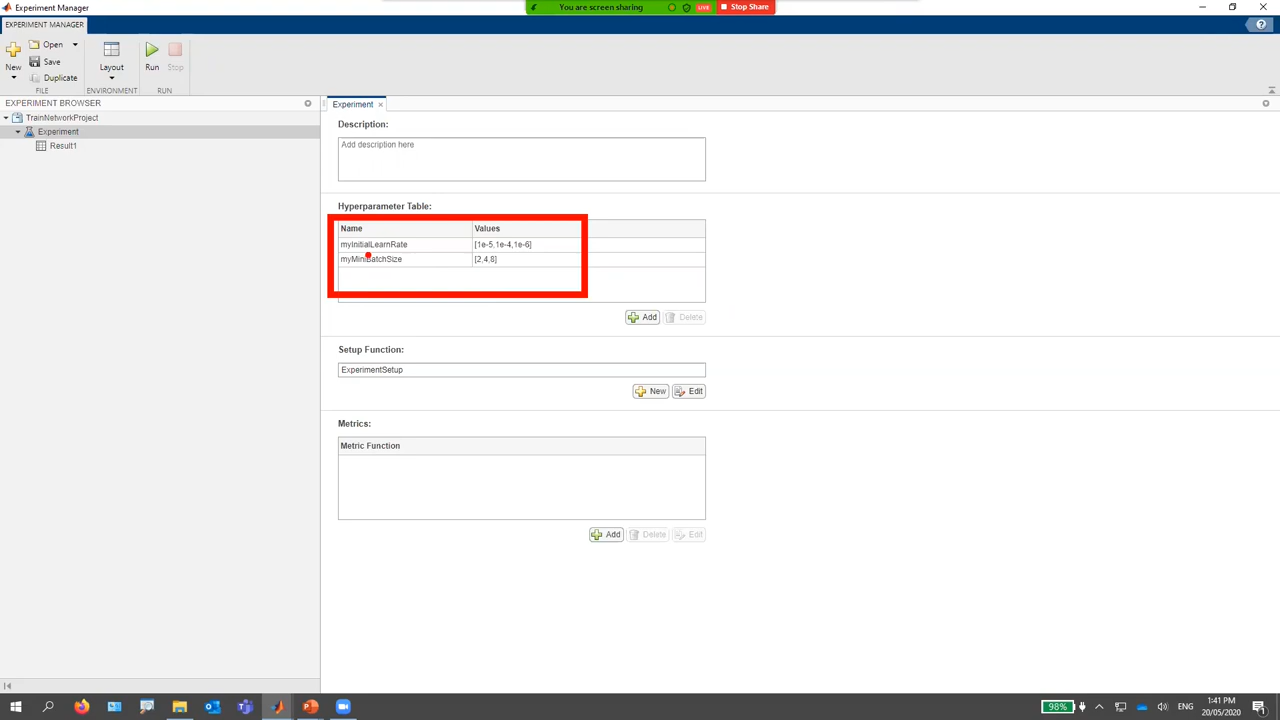 Experiment Manager
You are screen sharing
LIVE
Stop Share
EXPERIMENT MANAGER
New
Open
Save
Duplicate
FILE
Layout
ENVIRONMENT
Run
Stop
RUN
EXPERIMENT BROWSER
TrainNetworkProject
Experiment
Result1
Experiment
Description:
Add description here
Hyperparameter Table:
Name Values
myInitialLearnRate [1e-5,1e-4,1e-6]
myMiniBatchSize [2,4,8]
Add Delete
Setup Function:
ExperimentSetup
New Edit
Metrics:
Metric Function
Add Delete Edit
98%
ENG
1:41 PM
20/05/2020
1